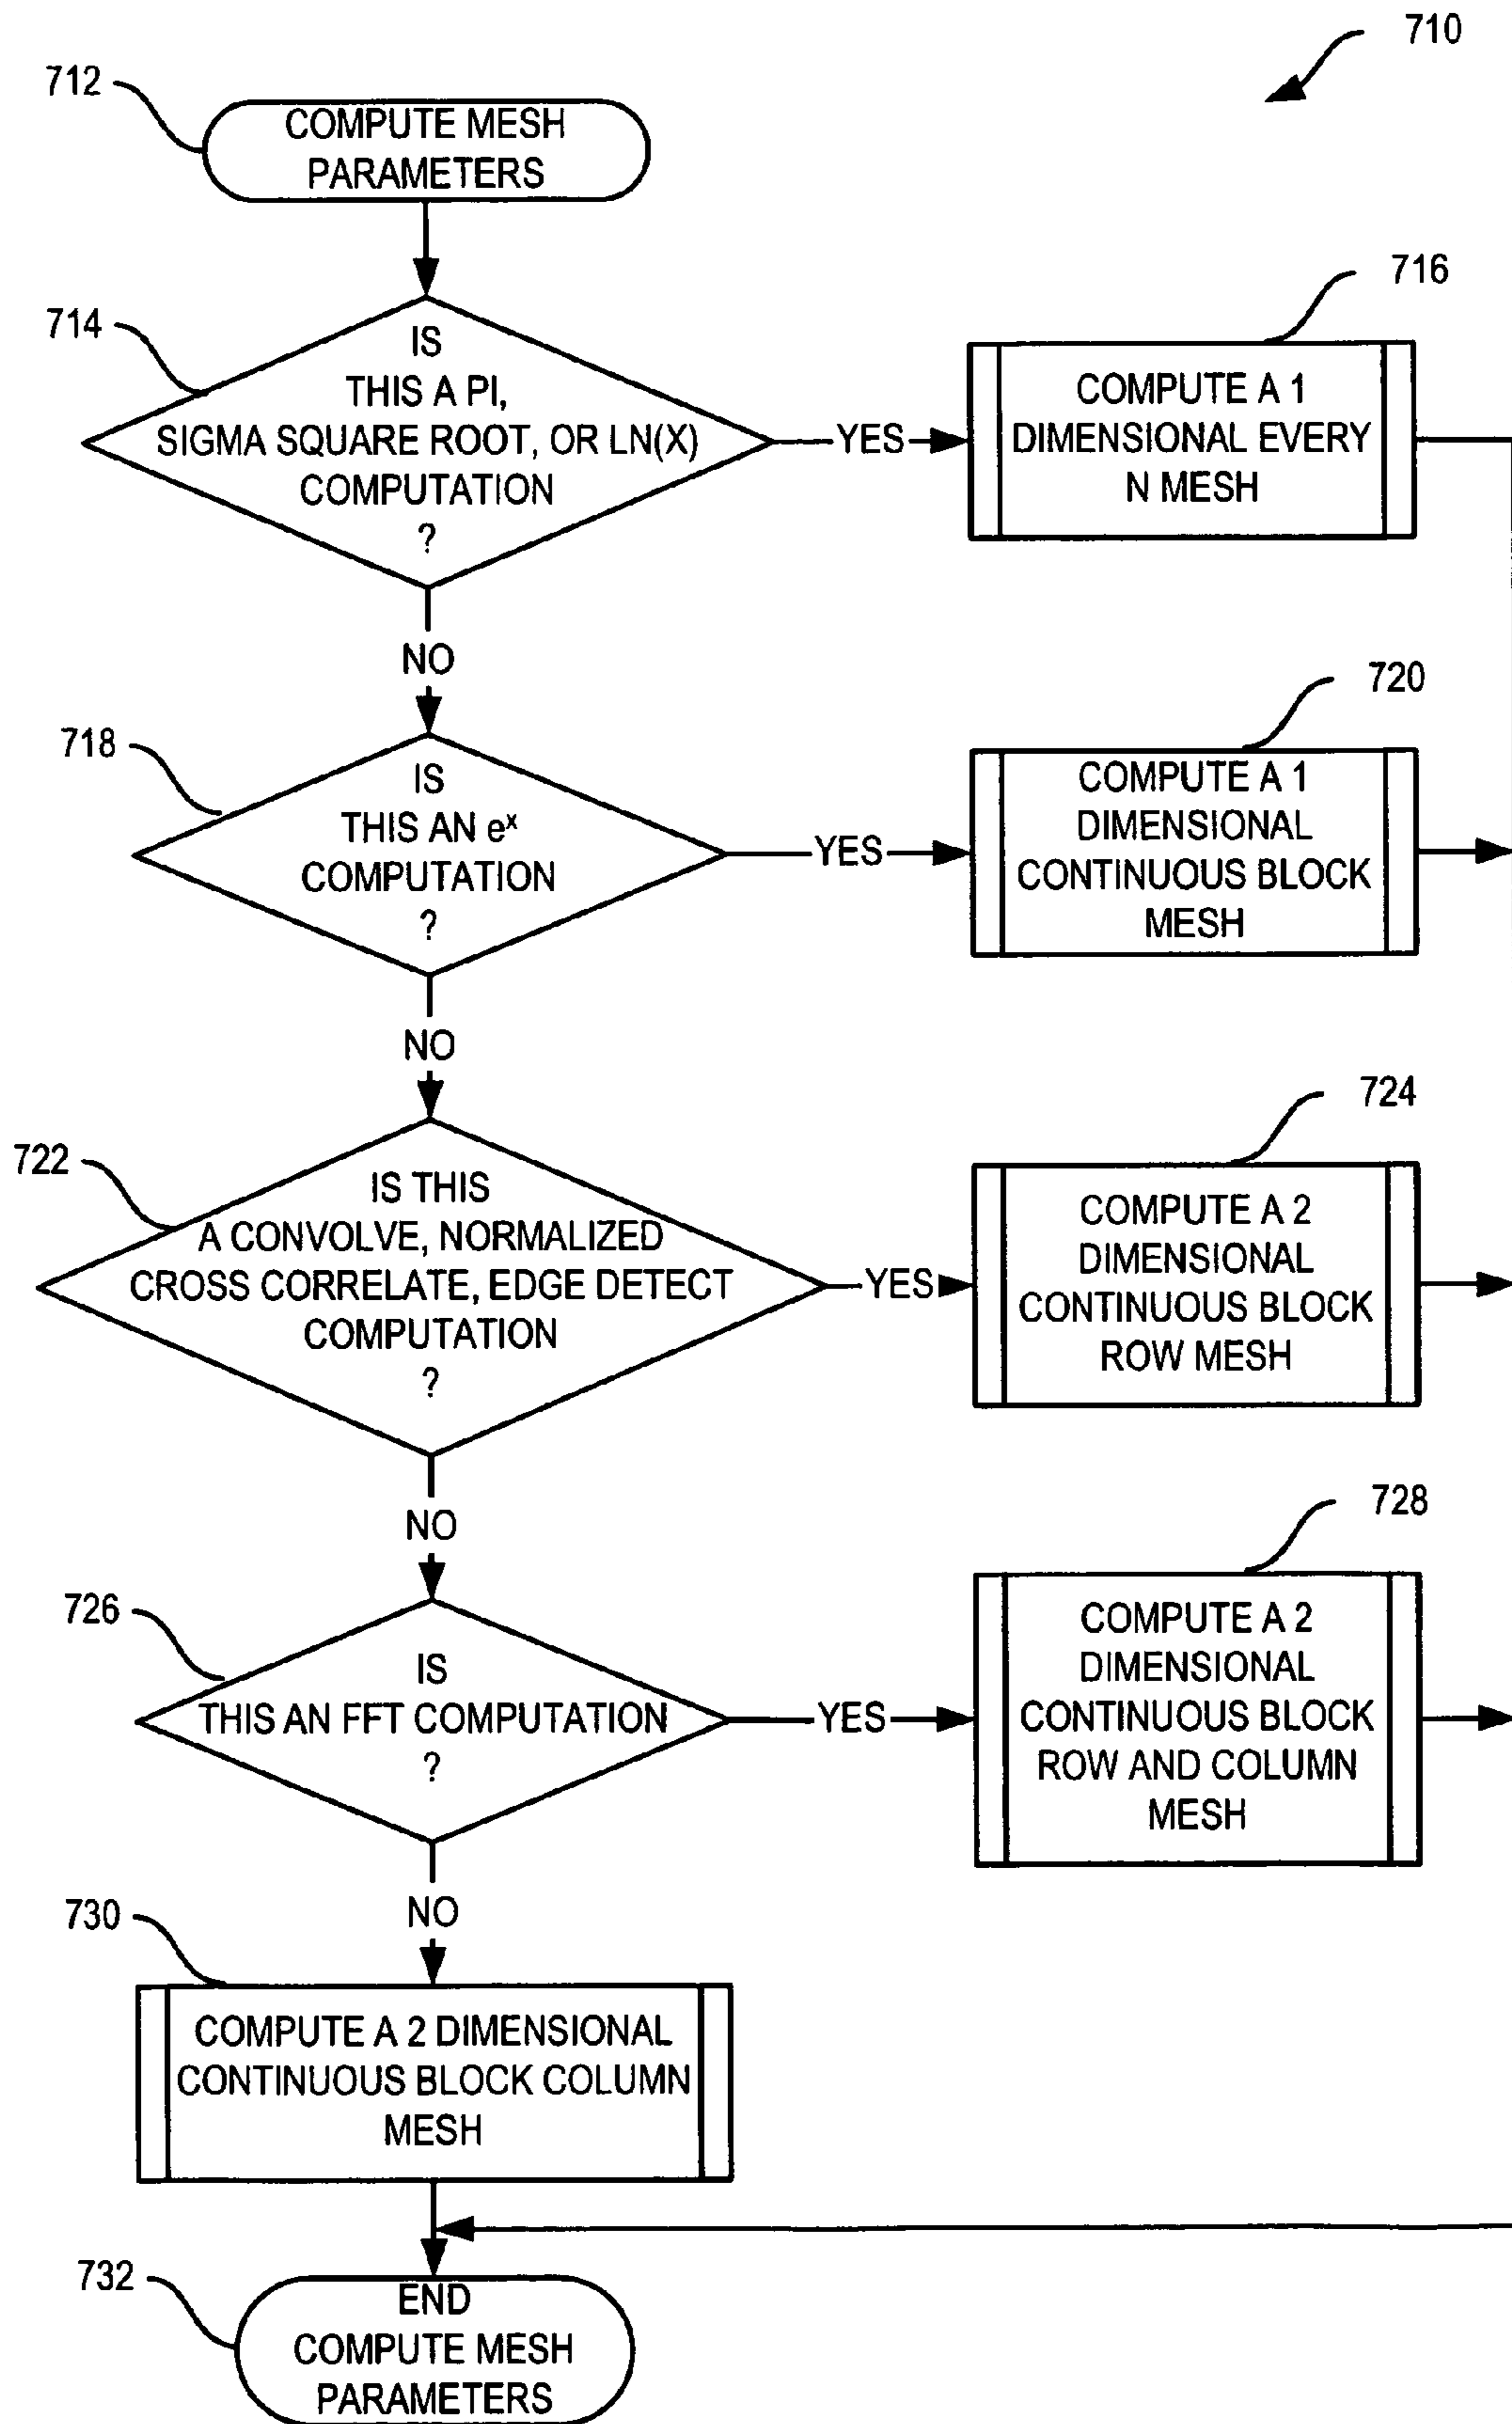 710
712
COMPUTE MESH
PARAMETERS
714
IS
THIS A PI,
SIGMA SQUARE ROOT, OR LN(X)
COMPUTATION
?
YES
716
COMPUTE A 1
DIMENSIONAL EVERY
N MESH
NO
718
IS
THIS AN eˣ
COMPUTATION
?
YES
720
COMPUTE A 1
DIMENSIONAL
CONTINUOUS BLOCK
MESH
NO
722
IS THIS
A CONVOLVE, NORMALIZED
CROSS CORRELATE, EDGE DETECT
COMPUTATION
?
YES
724
COMPUTE A 2
DIMENSIONAL
CONTINUOUS BLOCK
ROW MESH
NO
726
IS
THIS AN FFT COMPUTATION
?
YES
728
COMPUTE A 2
DIMENSIONAL
CONTINUOUS BLOCK
ROW AND COLUMN
MESH
NO
730
COMPUTE A 2 DIMENSIONAL
CONTINUOUS BLOCK COLUMN
MESH
732
END
COMPUTE MESH
PARAMETERS